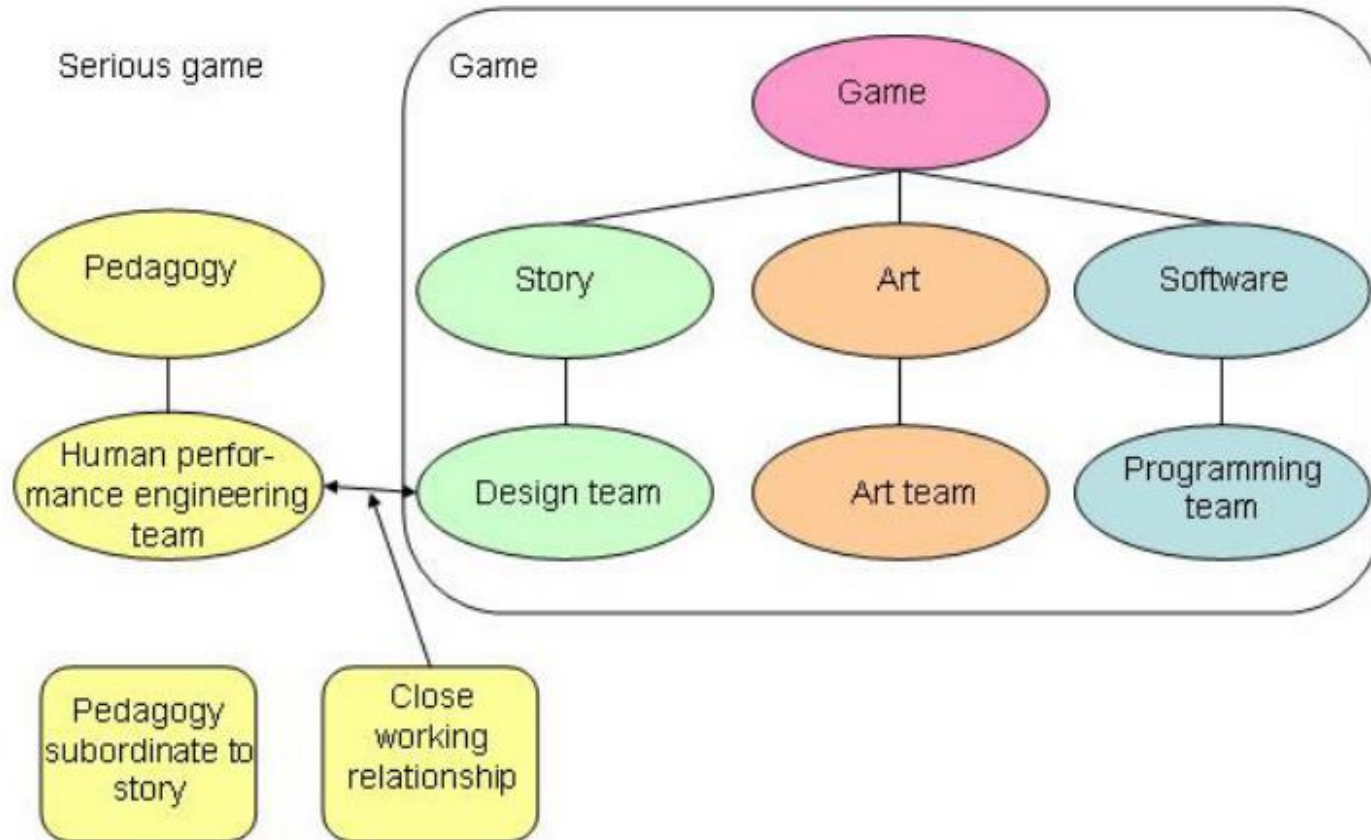 Serious game
Game
Game
Pedagogy
Story
Art
Software
Human perfor-
mance engineering
team
Design team
Art team
Programming
team
Pedagogy
subordinate to
story
Close
working
relationship